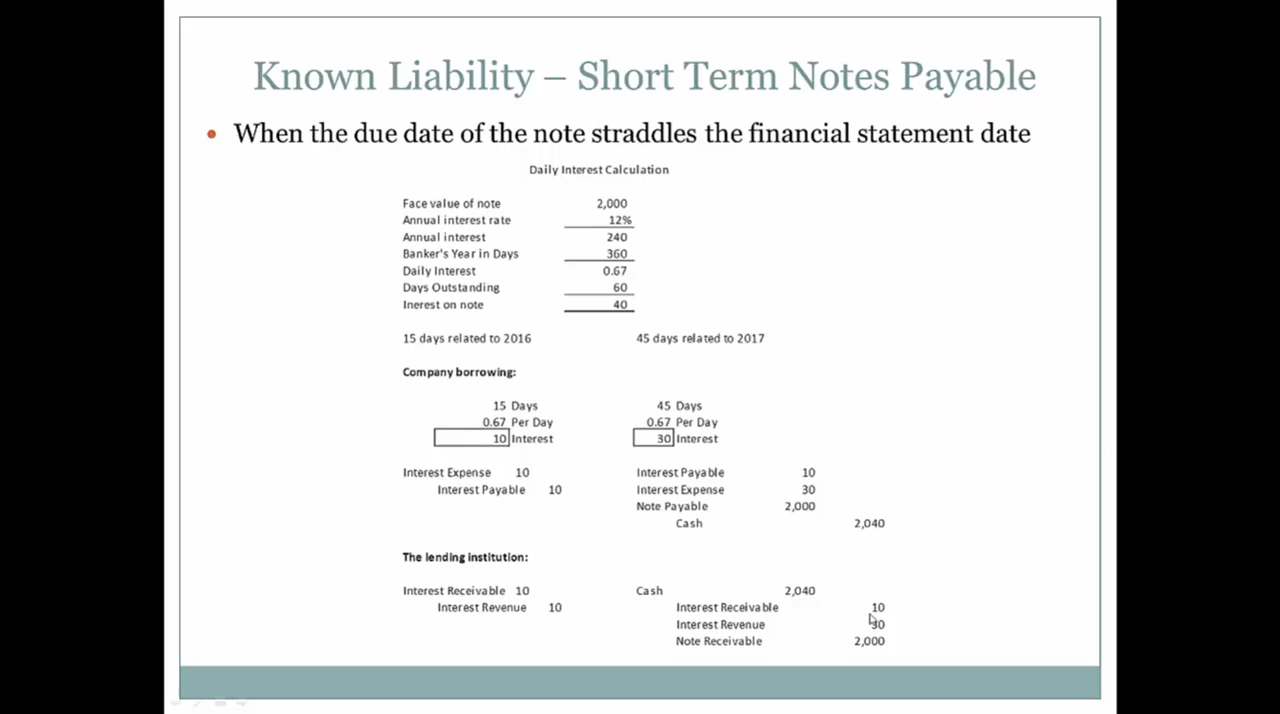 Known Liability – Short Term Notes Payable
• When the due date of the note straddles the financial statement date
Daily Interest Calculation
Face value of note 2,000
Annual interest rate 12%
Annual interest 240
Banker's Year in Days 360
Daily Interest 0.67
Days Outstanding 60
Inerest on note 40
15 days related to 2016 45 days related to 2017
Company borrowing:
15 Days 45 Days
0.67 Per Day 0.67 Per Day
10 Interest 30 Interest
Interest Expense 10 Interest Payable 10
Interest Payable 10 Interest Expense 30
Note Payable 2,000
Cash 2,040
The lending institution:
Interest Receivable 10 Cash 2,040
Interest Revenue 10 Interest Receivable 10
Interest Revenue 30
Note Receivable 2,000